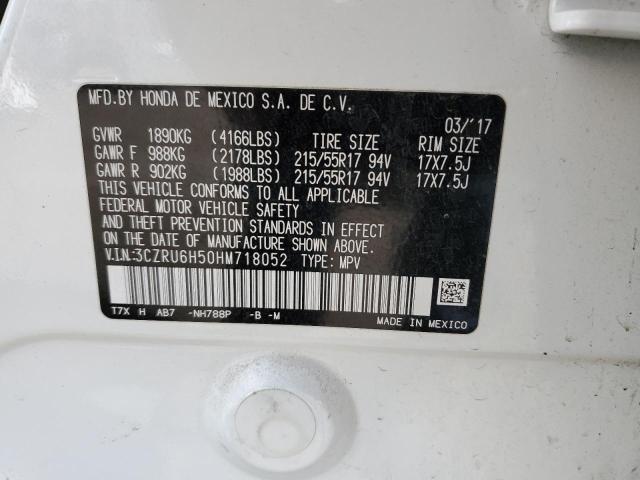 MFD.BY HONDA DE MEXICO S.A. DE C.V.
03/'17
GVWR 1890KG (4166LBS) TIRE SIZE RIM SIZE
GAWR F 988KG (2178LBS) 215/55R17 94V 17X7.5J
GAWR R 902KG (1988LBS) 215/55R17 94V 17X7.5J
THIS VEHICLE CONFORMS TO ALL APPLICABLE
FEDERAL MOTOR VEHICLE SAFETY
AND THEFT PREVENTION STANDARDS IN EFFECT
ON THE DATE OF MANUFACTURE SHOWN ABOVE.
V.I.N:3CZRU6H50HM718052 TYPE: MPV
T7X H AB7 -NH788P -B -M
MADE IN MEXICO